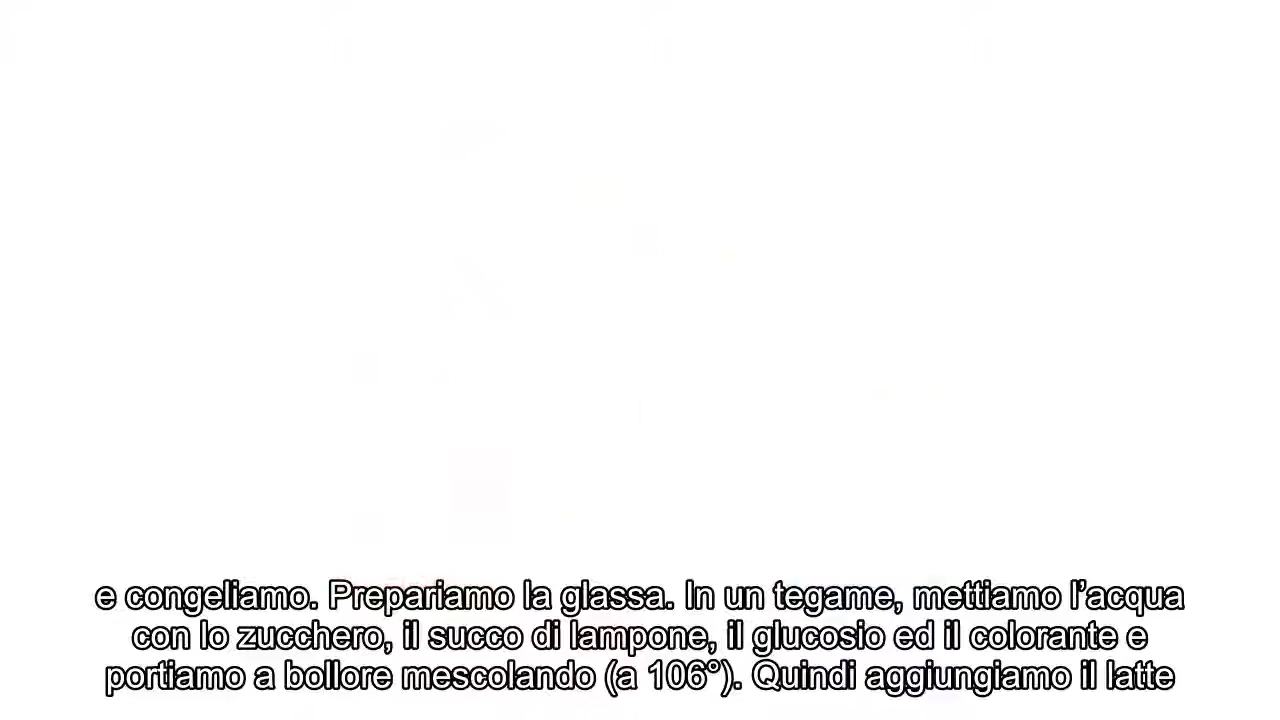 e congeliamo. Prepariamo la glassa. In un tegame, mettiamo l’acqua
con lo zucchero, il succo di lampone, il glucosio ed il colorante e
portiamo a bollore mescolando (a 106°). Quindi aggiungiamo il latte